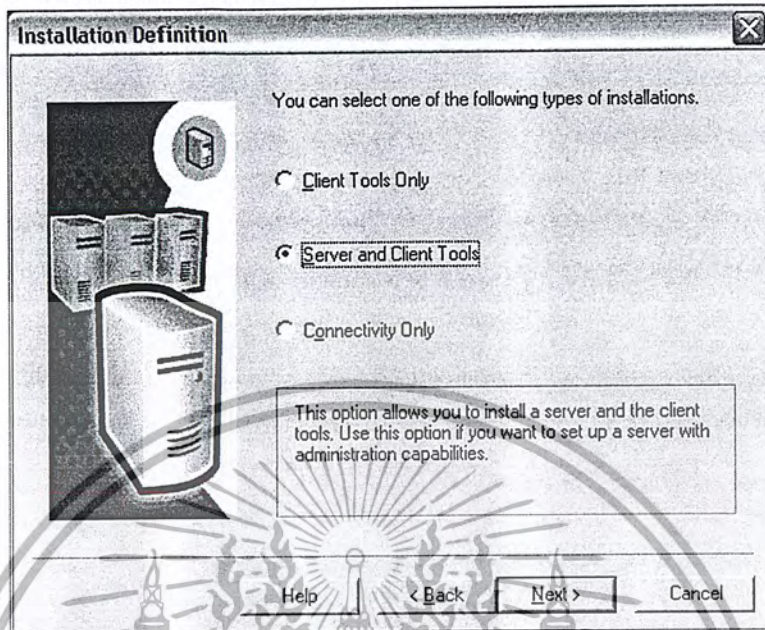 Installation Definition
You can select one of the following types of installations.
Client Tools Only
Server and Client Tools
Connectivity Only
This option allows you to install a server and the client
tools. Use this option if you want to set up a server with
administration capabilities.
Help
< Back
Next >
Cancel